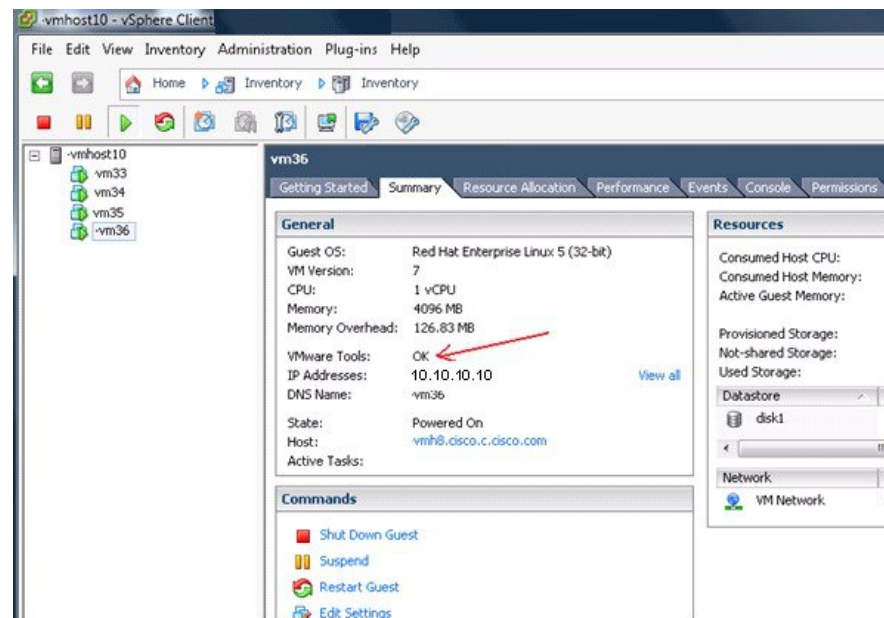 -vmhost10 - vSphere Client
File Edit View Inventory Administration Plug-ins Help
Home Inventory Inventory
-vmhost10
vm33
vm34
vm35
-vm36
vm36
Getting Started Summary Resource Allocation Performance Events Console Permissions
General
Guest OS: Red Hat Enterprise Linux 5 (32-bit)
VM Version: 7
CPU: 1 vCPU
Memory: 4096 MB
Memory Overhead: 126.83 MB
VMware Tools: OK
IP Addresses: 10.10.10.10 View all
DNS Name: -vm36
State: Powered On
Host: vmh8.cisco.c.cisco.com
Active Tasks:
Commands
Shut Down Guest
Suspend
Restart Guest
Edit Settings
Resources
Consumed Host CPU:
Consumed Host Memory:
Active Guest Memory:
Provisioned Storage:
Not-shared Storage:
Used Storage:
Datastore
disk1
Network
VM Network